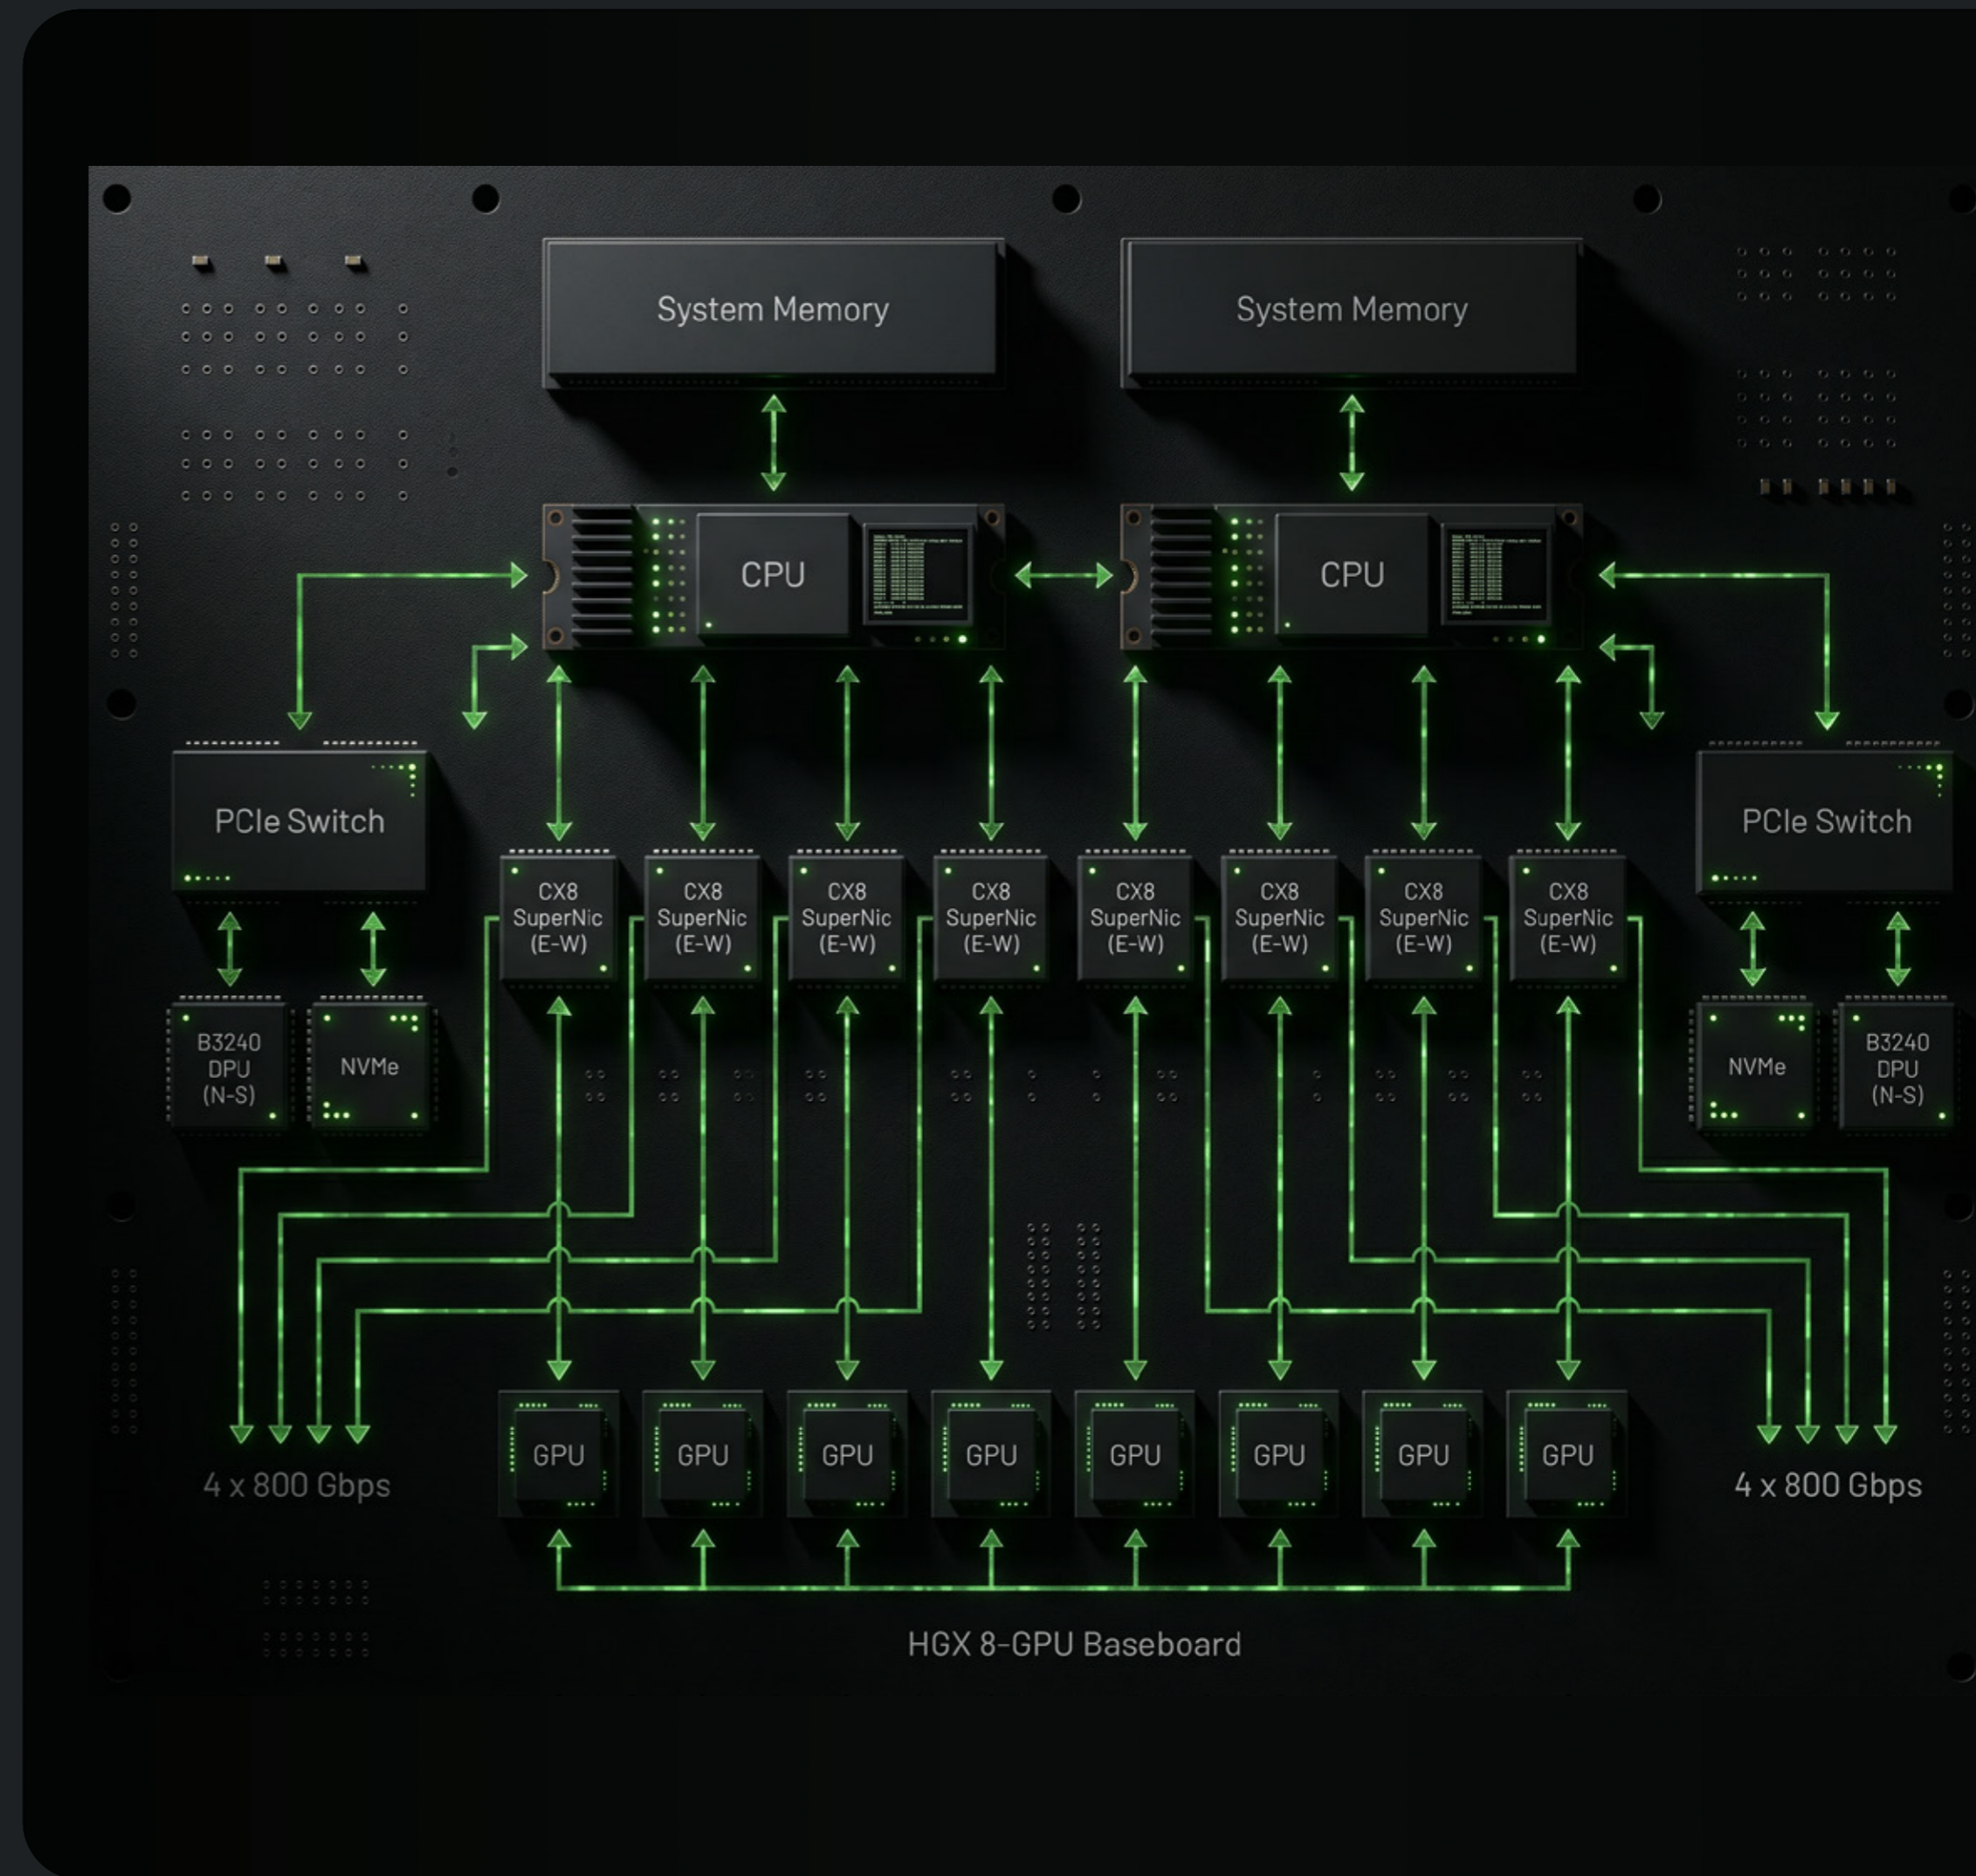 System Memory
System Memory
CPU
CPU
PCIe Switch
PCIe Switch
CX8
SuperNic
(E-W)
CX8
SuperNic
(E-W)
CX8
SuperNic
(E-W)
CX8
SuperNic
(E-W)
CX8
SuperNic
(E-W)
CX8
SuperNic
(E-W)
CX8
SuperNic
(E-W)
CX8
SuperNic
(E-W)
B3240
DPU
(N-S)
NVMe
NVMe
B3240
DPU
(N-S)
GPU
GPU
GPU
GPU
GPU
GPU
GPU
GPU
4 x 800 Gbps
4 x 800 Gbps
HGX 8-GPU Baseboard